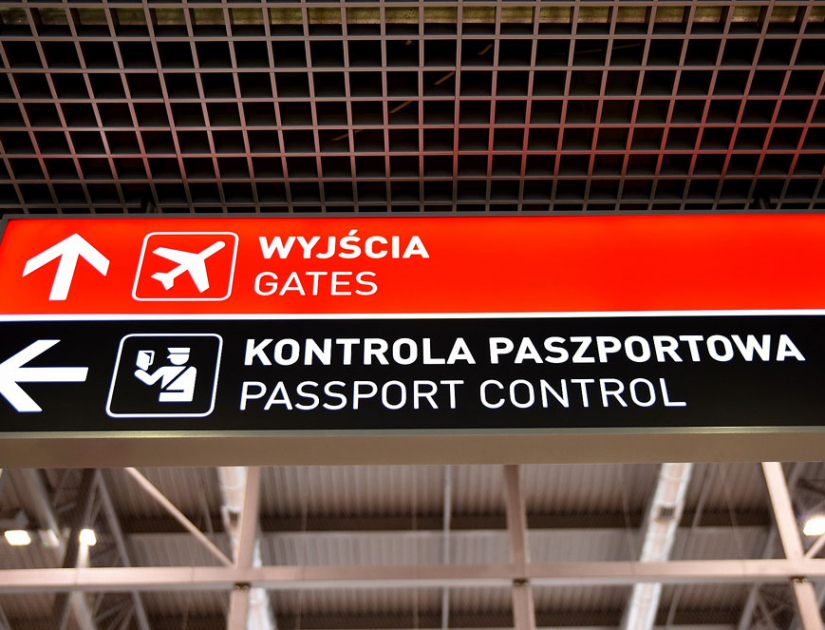 WYJŚCIA
GATES
KONTROLA PASZPORTOWA
PASSPORT CONTROL